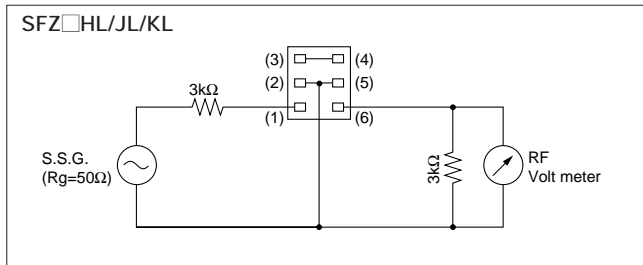 SFZ□HL/JL/KL
(3) (4)
(2) (5)
3kΩ
(1) (6)
S.S.G.
(Rg=50Ω)
3kΩ
RF
Volt meter